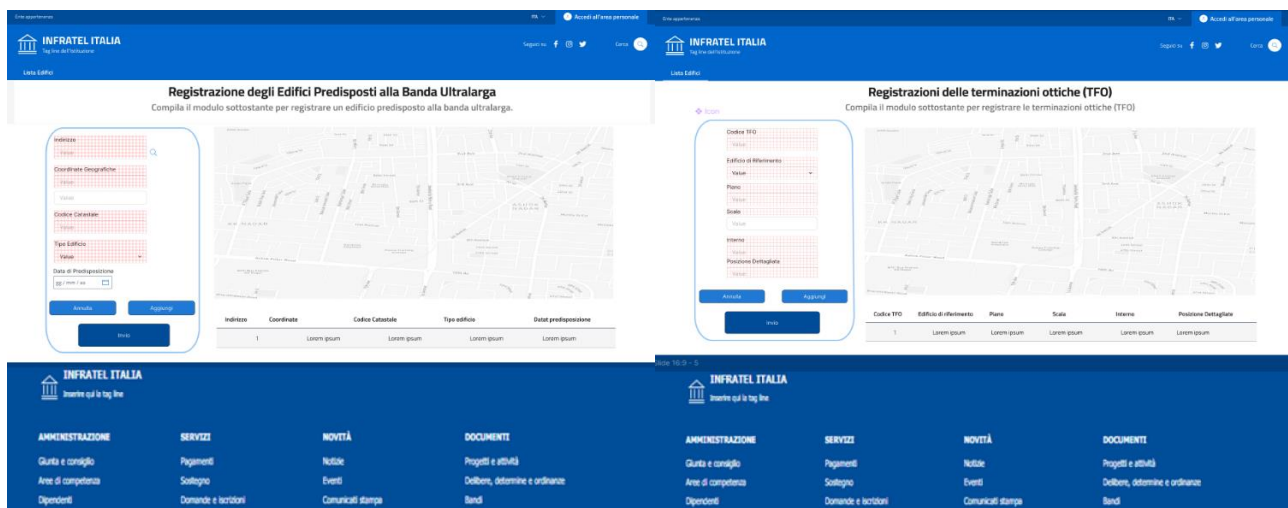 Ente appartenenza
ITA
Accedi all'area personale
INFRATEL ITALIA
Tag line dell'Istituzione
Seguici su
Cerca
Lista Edifici
Registrazione degli Edifici Predisposti alla Banda Ultralarga
Compila il modulo sottostante per registrare un edificio predisposto alla banda ultralarga.
Indirizzo
Value
Coordinate Geografiche
Value
Value
Codice Catastale
Value
Tipo Edificio
Value
Data di Predisposizione
gg / mm / aa
Annulla Aggiungi
Invio
Indirizzo Coordinate Codice Catastale Tipo edificio Datat predisposizione
1 Lorem ipsum Lorem ipsum Lorem ipsum Lorem ipsum
INFRATEL ITALIA
Inserire qui la tag line
AMMINISTRAZIONE SERVIZI NOVITÀ DOCUMENTI
Giunta e consiglio Pagamenti Notizie Progetti e attività
Aree di competenza Sostegno Eventi Delibere, determine e ordinanze
Dipendenti Domande e iscrizioni Comunicati stampa Bandi
Ente appartenenza
ITA
Accedi all'area personale
INFRATEL ITALIA
Tag line dell'Istituzione
Seguici su
Cerca
Lista Edifici
Registrazioni delle terminazioni ottiche (TFO)
Compila il modulo sottostante per registrare le terminazioni ottiche (TFO)
Codice TFO
Value
Edificio di Riferimento
Value
Piano
Value
Scala
Value
Interno
Value
Posizione Dettagliata
Value
Annulla Aggiungi
Invio
Codice TFO Edificio di riferimento Piano Scala Interno Posizione Dettagliata
1 Lorem ipsum Lorem ipsum Lorem ipsum Lorem ipsum Lorem ipsum
Slide 16:9 - 5
INFRATEL ITALIA
Inserire qui la tag line
AMMINISTRAZIONE SERVIZI NOVITÀ DOCUMENTI
Giunta e consiglio Pagamenti Notizie Progetti e attività
Aree di competenza Sostegno Eventi Delibere, determine e ordinanze
Dipendenti Domande e iscrizioni Comunicati stampa Bandi